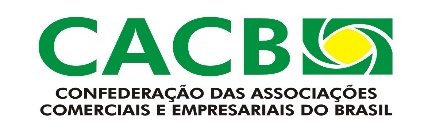 CACB
CONFEDERAÇÃO DAS ASSOCIAÇÕES
COMERCIAIS E EMPRESARIAIS DO BRASIL